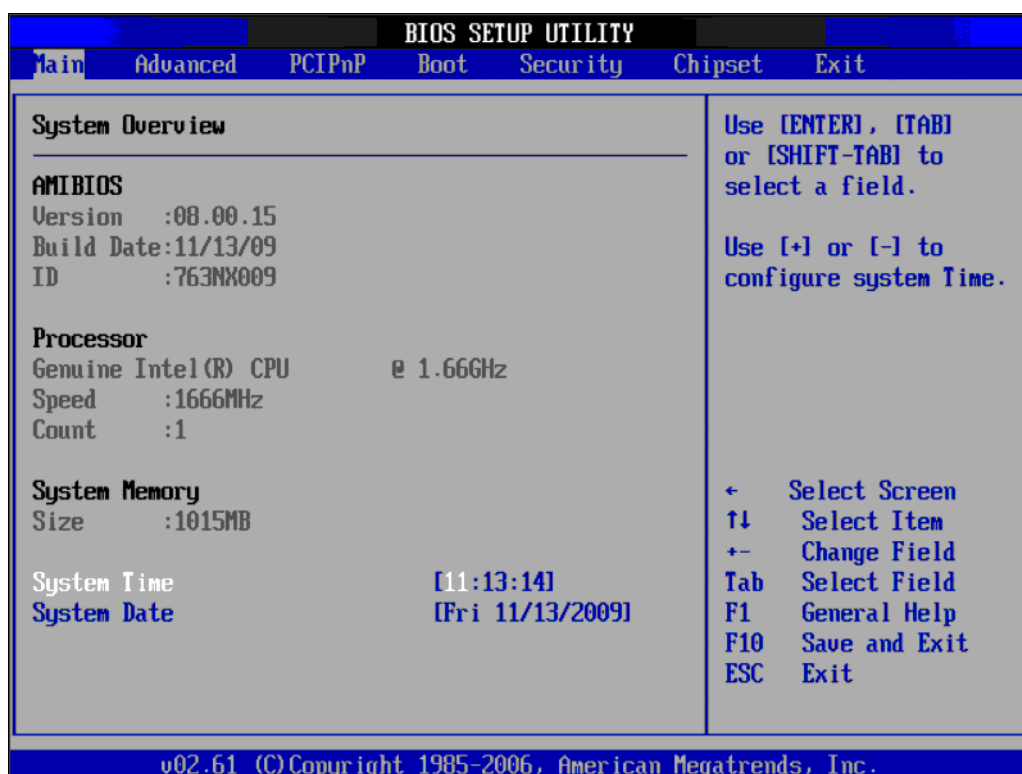 BIOS SETUP UTILITY
Main Advanced PCIPnP Boot Security Chipset Exit
System Overview
AMIBIOS
Version :08.00.15
Build Date:11/13/09
ID :763NX009
Processor
Genuine Intel(R) CPU @ 1.66GHz
Speed :1666MHz
Count :1
System Memory
Size :1015MB
System Time [11:13:14]
System Date [Fri 11/13/2009]
Use [ENTER], [TAB]
or [SHIFT-TAB] to
select a field.
Use [+] or [-] to
configure system Time.
← Select Screen
↑↓ Select Item
+- Change Field
Tab Select Field
F1 General Help
F10 Save and Exit
ESC Exit
v02.61 (C)Copyright 1985-2006, American Megatrends, Inc.